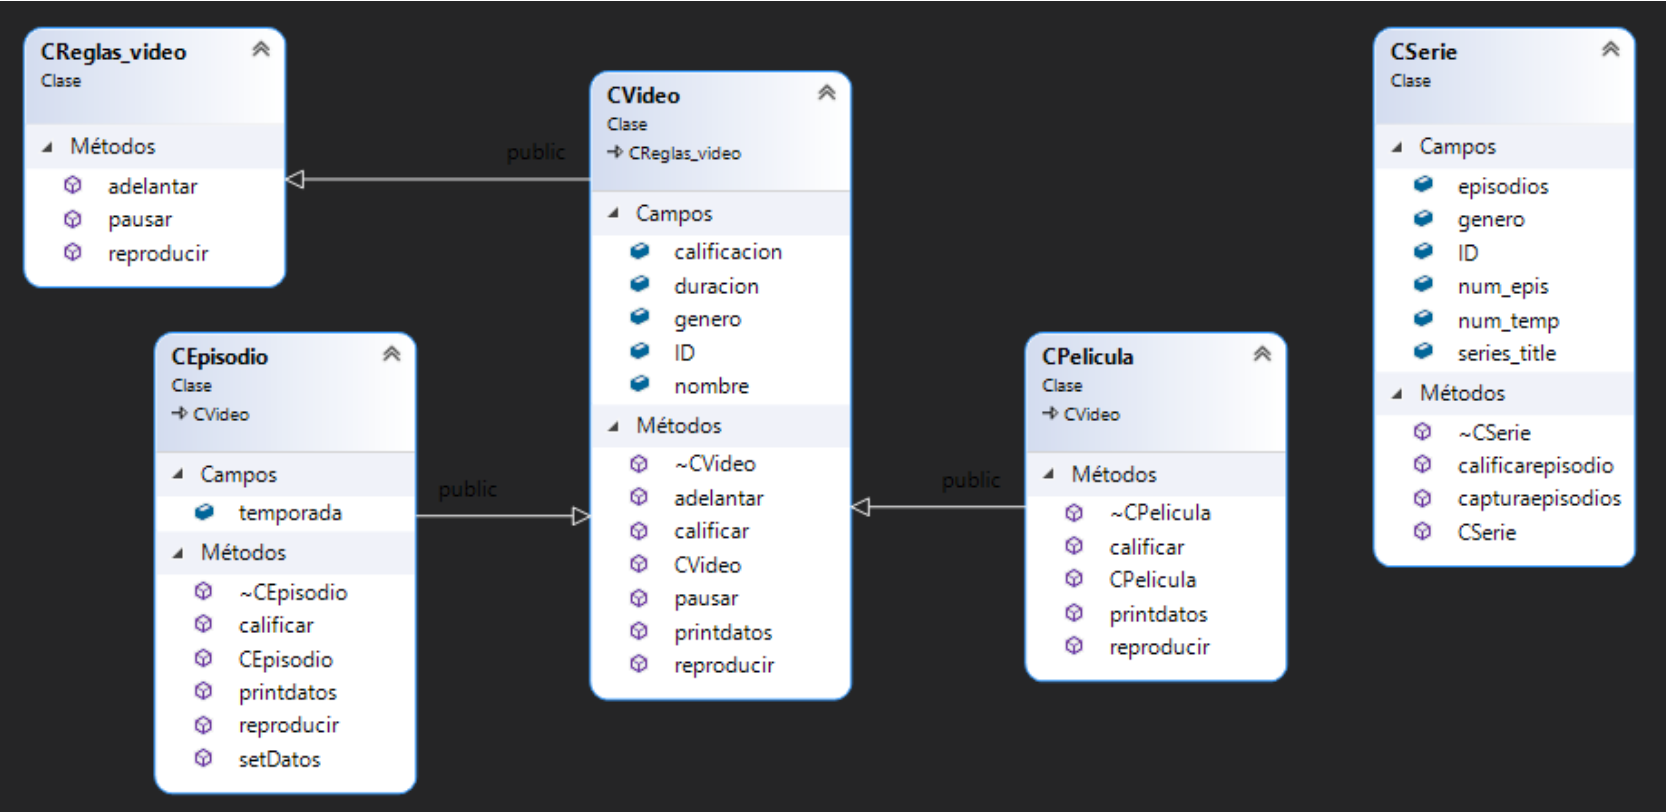 CReglas_video
Clase
Métodos
adelantar
pausar
reproducir
public
CVideo
Clase
CReglas_video
Campos
calificacion
duracion
genero
ID
nombre
Métodos
~CVideo
adelantar
calificar
CVideo
pausar
printdatos
reproducir
CSerie
Clase
Campos
episodios
genero
ID
num_epis
num_temp
series_title
Métodos
~CSerie
calificarepisodio
capturaepisodios
CSerie
CEpisodio
Clase
CVideo
Campos
temporada
Métodos
~CEpisodio
calificar
CEpisodio
printdatos
reproducir
setDatos
public
public
CPelicula
Clase
CVideo
Métodos
~CPelicula
calificar
CPelicula
printdatos
reproducir